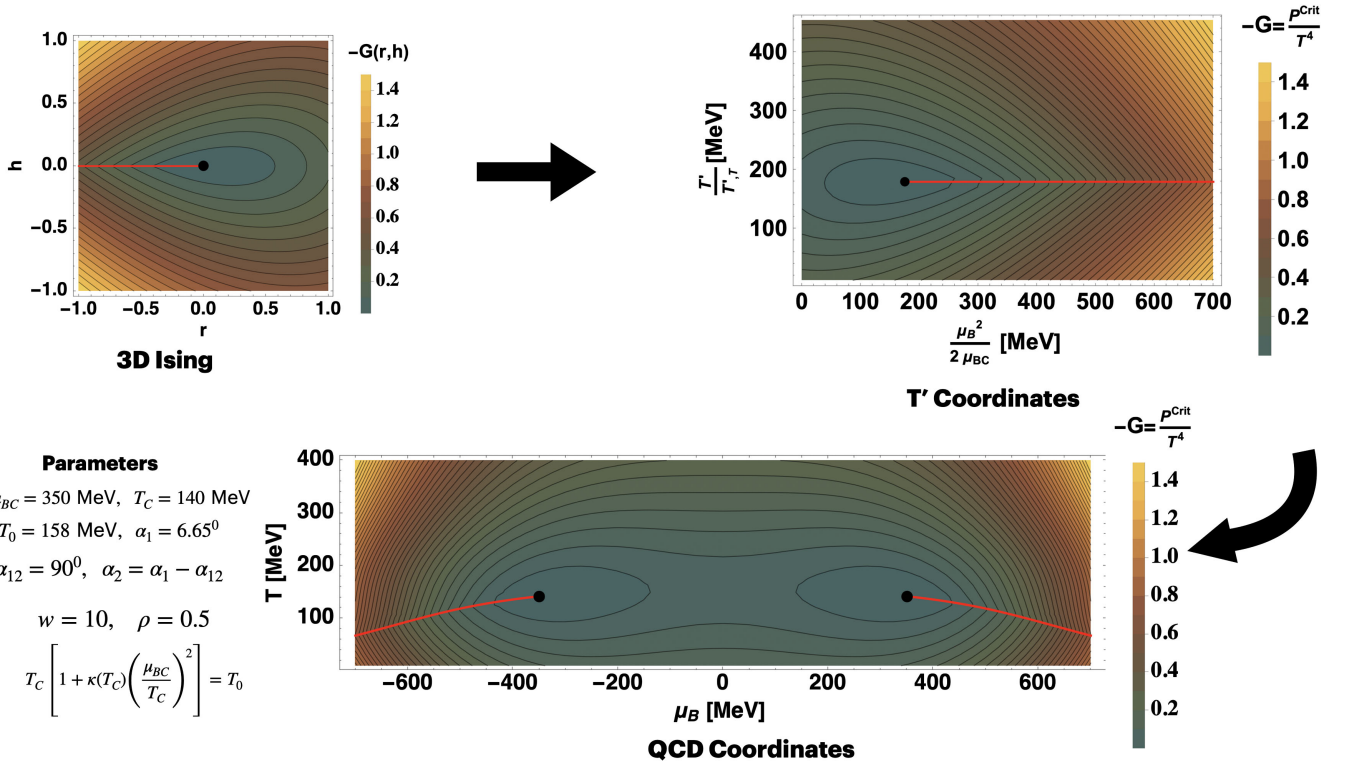 −G(r,h)
1.0
0.5
0.0
−0.5
−1.0
h
−1.0 −0.5 0.0 0.5 1.0
r
1.4
1.2
1.0
0.8
0.6
0.4
0.2
3D Ising
−G= P^Crit / T^4
400
300
200
100
T' / T'_{,T} [MeV]
0 100 200 300 400 500 600 700
μ_B^2 / 2 μ_BC [MeV]
1.4
1.2
1.0
0.8
0.6
0.4
0.2
T′ Coordinates
Parameters
_BC = 350 MeV, T_C = 140 MeV
T_0 = 158 MeV, α_1 = 6.65^0
α_12 = 90^0, α_2 = α_1 − α_12
w = 10, ρ = 0.5
T_C [1 + κ(T_C) (μ_BC / T_C)^2] = T_0
−G= P^Crit / T^4
400
300
200
100
T [MeV]
−600 −400 −200 0 200 400 600
μ_B [MeV]
1.4
1.2
1.0
0.8
0.6
0.4
0.2
QCD Coordinates